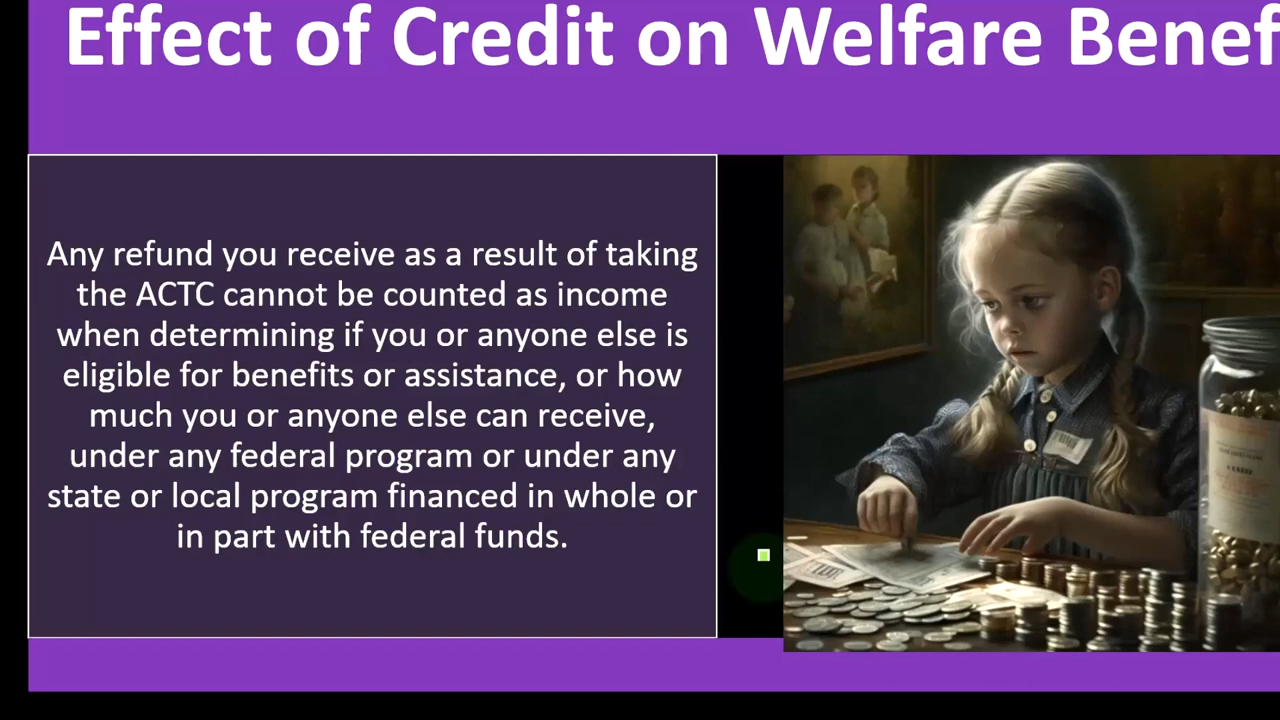 Effect of Credit on Welfare Benef
Any refund you receive as a result of taking
the ACTC cannot be counted as income
when determining if you or anyone else is
eligible for benefits or assistance, or how
much you or anyone else can receive,
under any federal program or under any
state or local program financed in whole or
in part with federal funds.